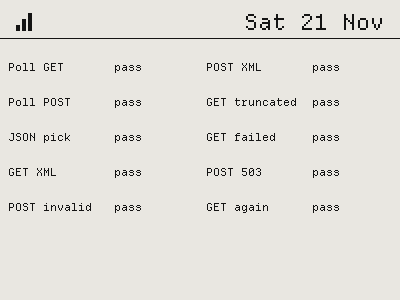 Sat 21 Nov
Poll GET pass POST XML pass
Poll POST pass GET truncated pass
JSON pick pass GET failed pass
GET XML pass POST 503 pass
POST invalid pass GET again pass